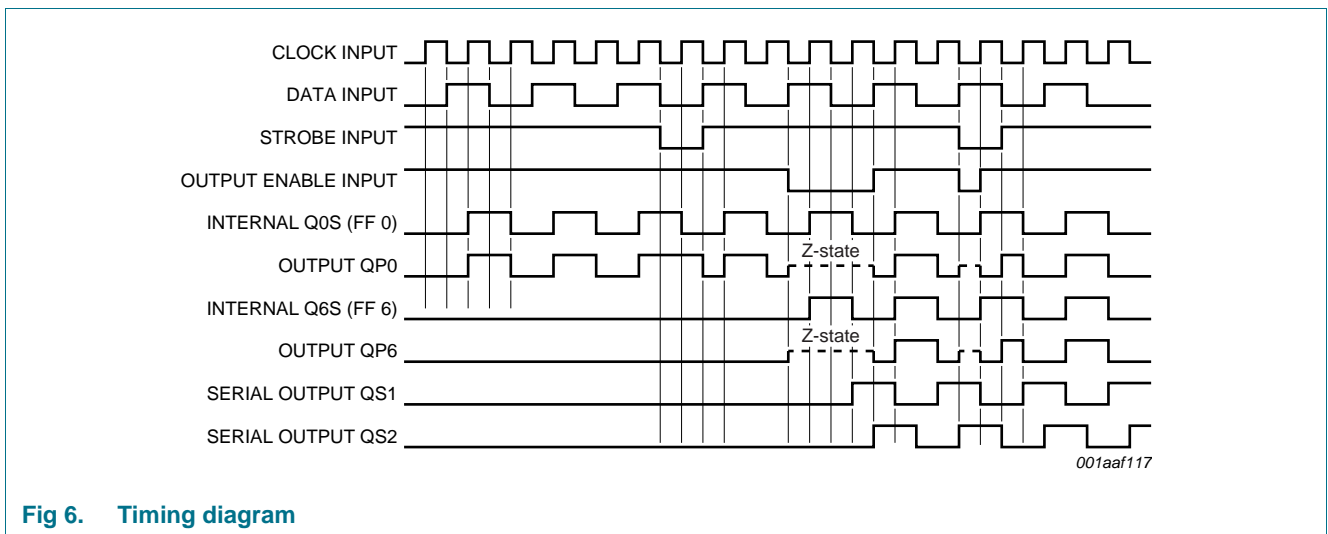 CLOCK INPUT
DATA INPUT
STROBE INPUT
OUTPUT ENABLE INPUT
INTERNAL Q0S (FF 0)
Z-state
OUTPUT QP0
INTERNAL Q6S (FF 6)
Z-state
OUTPUT QP6
SERIAL OUTPUT QS1
SERIAL OUTPUT QS2
001aaf117
Fig 6. Timing diagram